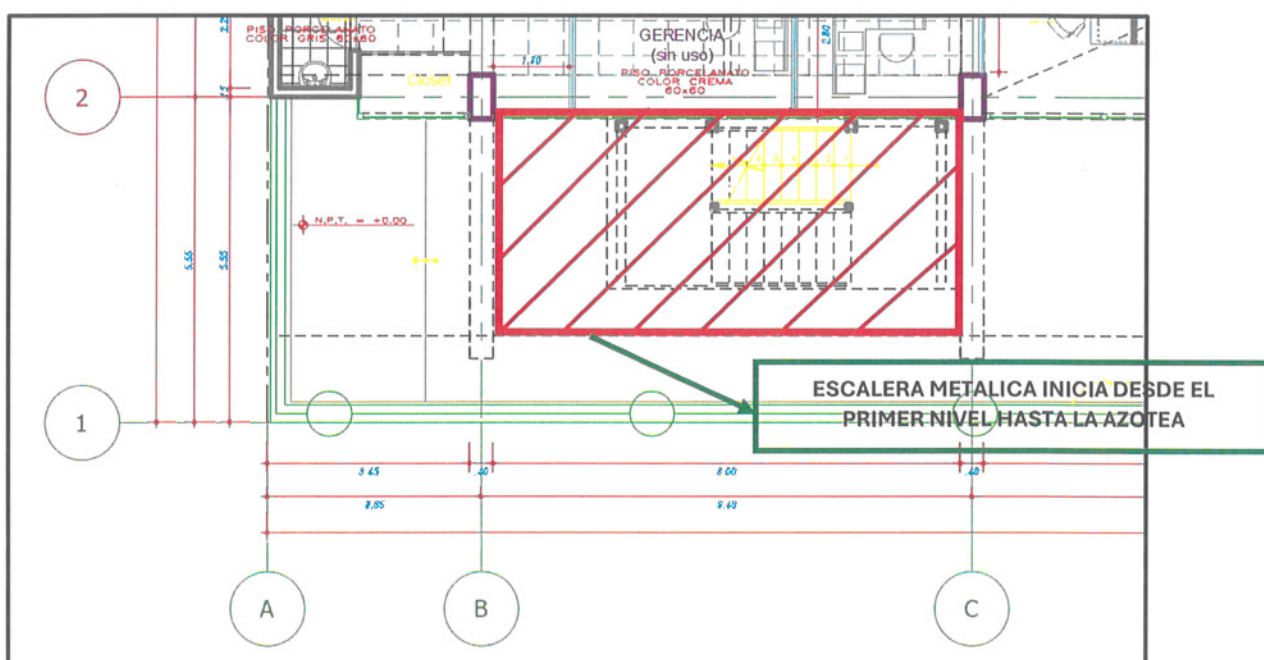 PISO PORCELANATO
COLOR GRIS 60x60
GERENCIA
(sin uso)
PISO PORCELANATO
COLOR CREMA
60x60
Closet
1,70
2,80
2
N.P.T. = +0.00
5,55
5,55
ESCALERA METALICA INICIA DESDE EL
PRIMER NIVEL HASTA LA AZOTEA
1
3,45
,40
8,00
,40
A
B
C